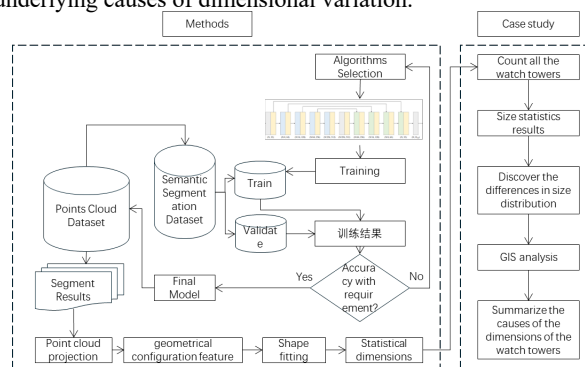 underlying causes of dimensional variation.
Methods
Case study
Algorithms
Selection
Count all the
watch towers
Size statistics
results
Training
Train
Semantic
Segment
ation
Dataset
Points Cloud
Dataset
Discover the
differences in size
distribution
Validat
e
训练结果
GIS analysis
Segment
Results
Final
Model
Yes
Accura
cy with
requir
ement?
No
Summarize the
causes of the
dimensions of the
watch towers
Point cloud
projection
geometrical
configuration feature
Shape
fitting
Statistical
dimensions